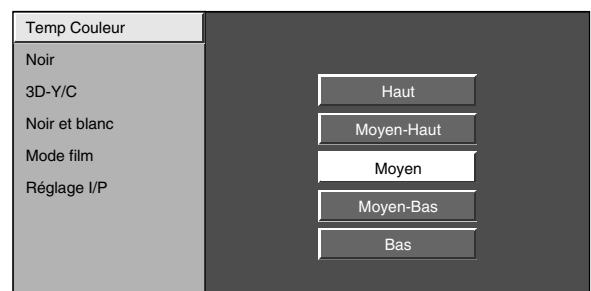 Temp Couleur
Noir
3D-Y/C
Noir et blanc
Mode film
Réglage I/P
Haut
Moyen-Haut
Moyen
Moyen-Bas
Bas